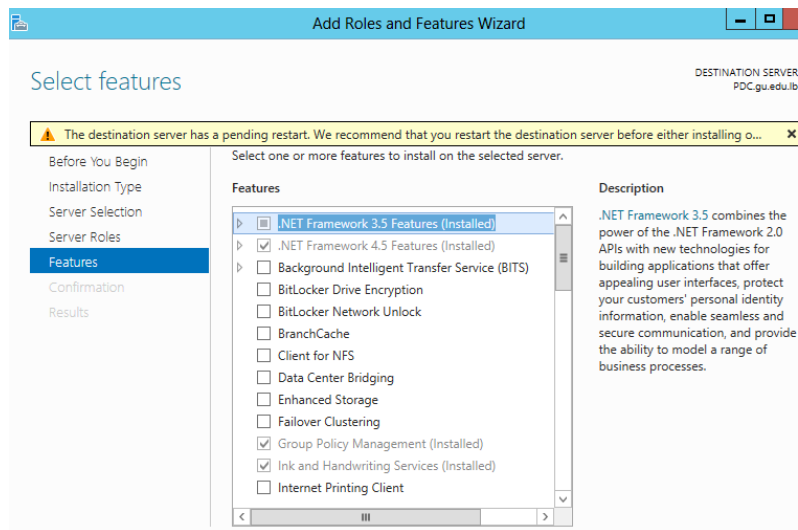 Add Roles and Features Wizard
Select features
DESTINATION SERVER
PDC.gu.edu.lb
The destination server has a pending restart. We recommend that you restart the destination server before either installing o...
Before You Begin
Installation Type
Server Selection
Server Roles
Features
Confirmation
Results
Select one or more features to install on the selected server.
Features
.NET Framework 3.5 Features (Installed)
.NET Framework 4.5 Features (Installed)
Background Intelligent Transfer Service (BITS)
BitLocker Drive Encryption
BitLocker Network Unlock
BranchCache
Client for NFS
Data Center Bridging
Enhanced Storage
Failover Clustering
Group Policy Management (Installed)
Ink and Handwriting Services (Installed)
Internet Printing Client
Description
.NET Framework 3.5 combines the
power of the .NET Framework 2.0
APIs with new technologies for
building applications that offer
appealing user interfaces, protect
your customers' personal identity
information, enable seamless and
secure communication, and provide
the ability to model a range of
business processes.